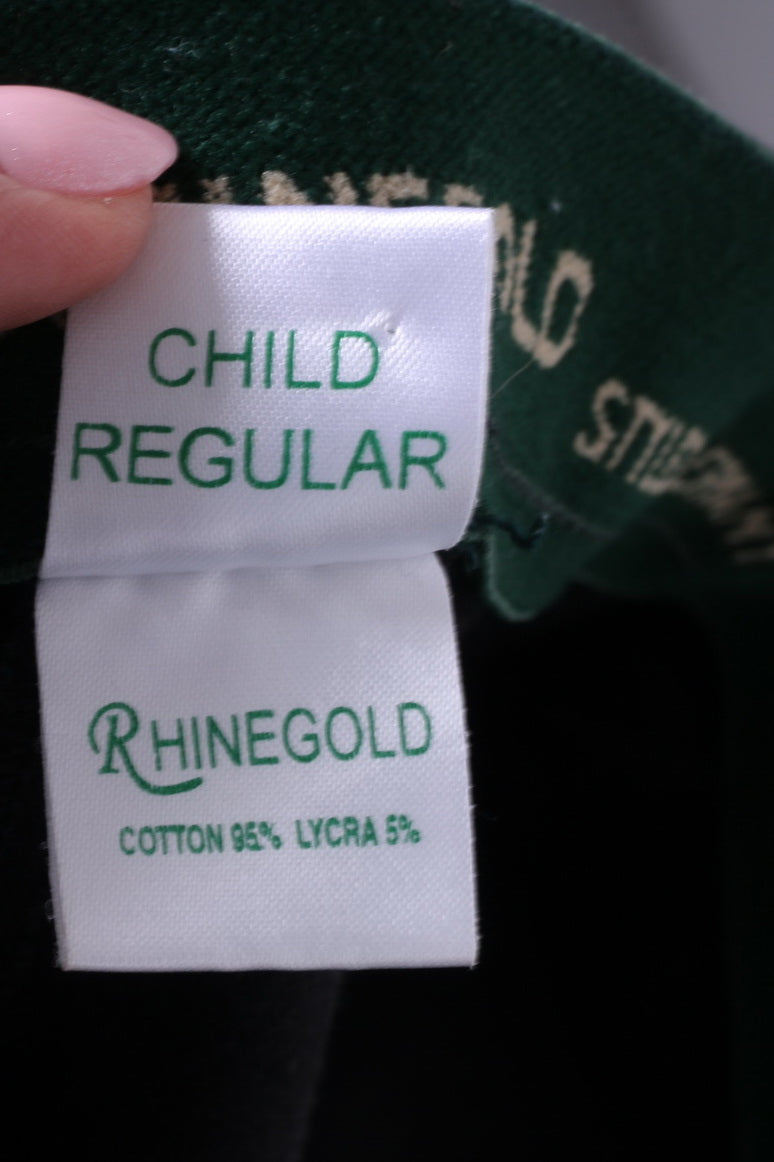 CHILD
REGULAR
RHINEGOLD
COTTON 95% LYCRA 5%